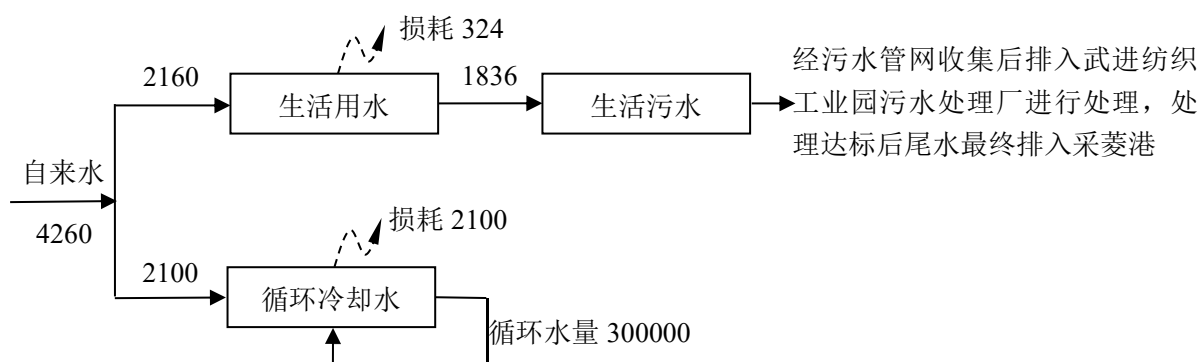 损耗 324
2160
生活用水
1836
生活污水
经污水管网收集后排入武进纺织
工业园污水处理厂进行处理，处
理达标后尾水最终排入采菱港
自来水
4260
损耗 2100
2100
循环冷却水
循环水量 300000